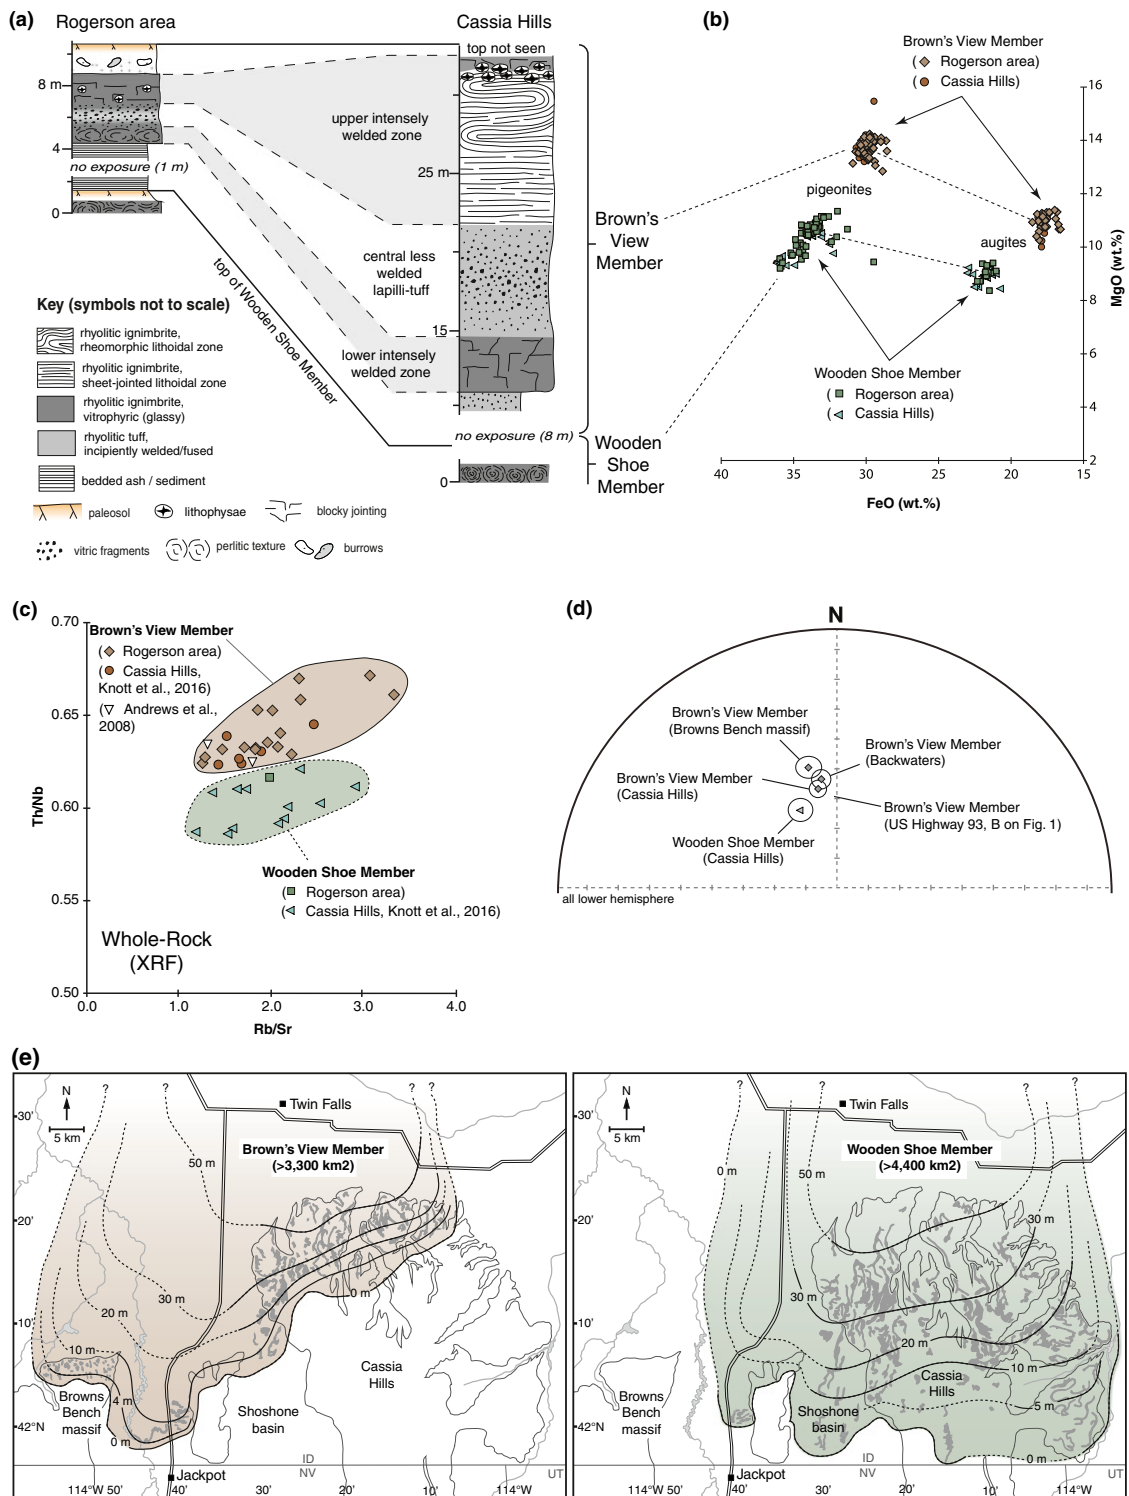 (a)
Rogerson area
Cassia Hills
top not seen
8 m
4
no exposure (1 m)
0
upper intensely
welded zone
25 m
central less
welded
lapilli-tuff
15
lower intensely
welded zone
top of Wooden Shoe Member
no exposure (8 m)
0
Brown's
View
Member
Wooden
Shoe
Member
Key (symbols not to scale)
rhyolitic ignimbrite,
rheomorphic lithoidal zone
rhyolitic ignimbrite,
sheet-jointed lithoidal zone
rhyolitic ignimbrite,
vitrophyric (glassy)
rhyolitic tuff,
incipiently welded/fused
bedded ash / sediment
paleosol
lithophysae
blocky jointing
vitric fragments
perlitic texture
burrows
(b)
Brown's View Member
( Rogerson area)
( Cassia Hills)
pigeonites
augites
Wooden Shoe Member
( Rogerson area)
( Cassia Hills)
16
14
12
10
8
6
4
2
MgO (wt.%)
40
35
30
25
20
15
FeO (wt.%)
(c)
0.70
0.65
0.60
0.55
0.50
Th/Nb
Brown's View Member
( Rogerson area)
( Cassia Hills,
Knott et al., 2016)
( Andrews et al.,
2008)
Wooden Shoe Member
( Rogerson area)
( Cassia Hills, Knott et al., 2016)
Whole-Rock
(XRF)
0.0
1.0
2.0
3.0
4.0
Rb/Sr
(d)
N
Brown's View Member
(Browns Bench massif)
Brown's View Member
(Backwaters)
Brown's View Member
(Cassia Hills)
Brown's View Member
(US Highway 93, B on Fig. 1)
Wooden Shoe Member
(Cassia Hills)
all lower hemisphere
(e)
N
5 km
? ? ? ?
Twin Falls
Brown's View Member
(>3,300 km2)
30'
20'
10'
42°N
50 m
30 m
20 m
10 m
4 m
0 m
0 m
Browns
Bench
massif
Shoshone
basin
Cassia
Hills
Jackpot
ID
NV
UT
114°W 50'
40'
30'
20'
10'
114°W
N
5 km
? ? ? ?
Twin Falls
Wooden Shoe Member
(>4,400 km2)
30'
20'
10'
42°N
0 m
50 m
30 m
30 m
20 m
10 m
5 m
0 m
Browns
Bench
massif
Shoshone
basin
Cassia
Hills
Jackpot
ID
NV
UT
114°W 50'
40'
30'
20'
10'
114°W